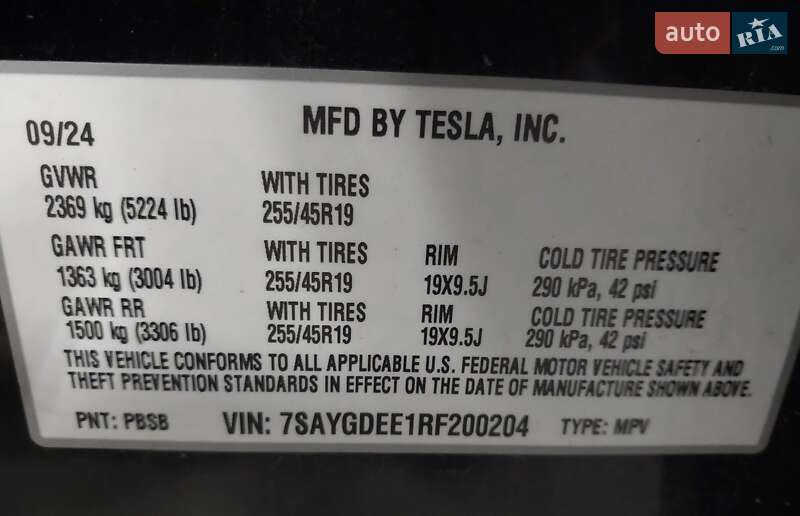 auto RIA.com
MFD BY TESLA, INC.
09/24
GVWR
2369 kg (5224 lb)
WITH TIRES
255/45R19
GAWR FRT
1363 kg (3004 lb)
WITH TIRES
255/45R19
RIM
19X9.5J
COLD TIRE PRESSURE
290 kPa, 42 psi
GAWR RR
1500 kg (3306 lb)
WITH TIRES
255/45R19
RIM
19X9.5J
COLD TIRE PRESSURE
290 kPa, 42 psi
THIS VEHICLE CONFORMS TO ALL APPLICABLE U.S. FEDERAL MOTOR VEHICLE SAFETY AND
THEFT PREVENTION STANDARDS IN EFFECT ON THE DATE OF MANUFACTURE SHOWN ABOVE.
PNT: PBSB VIN: 7SAYGDEE1RF200204 TYPE: MPV